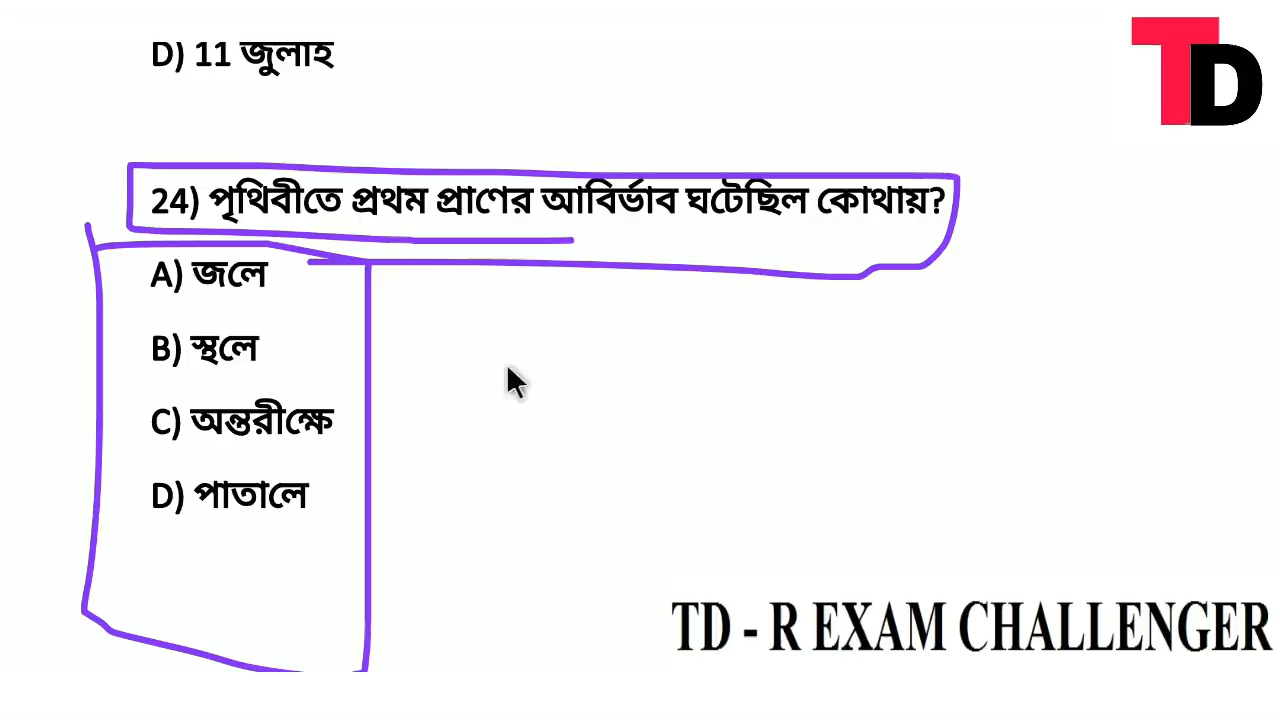 D) 11 জুলাহ
TD
24) পৃথিবীতে প্রথম প্রাণের আবির্ভাব ঘটেছিল কোথায়?
A) জলে
B) স্থলে
C) অন্তরীক্ষে
D) পাতালে
TD - R EXAM CHALLENGER